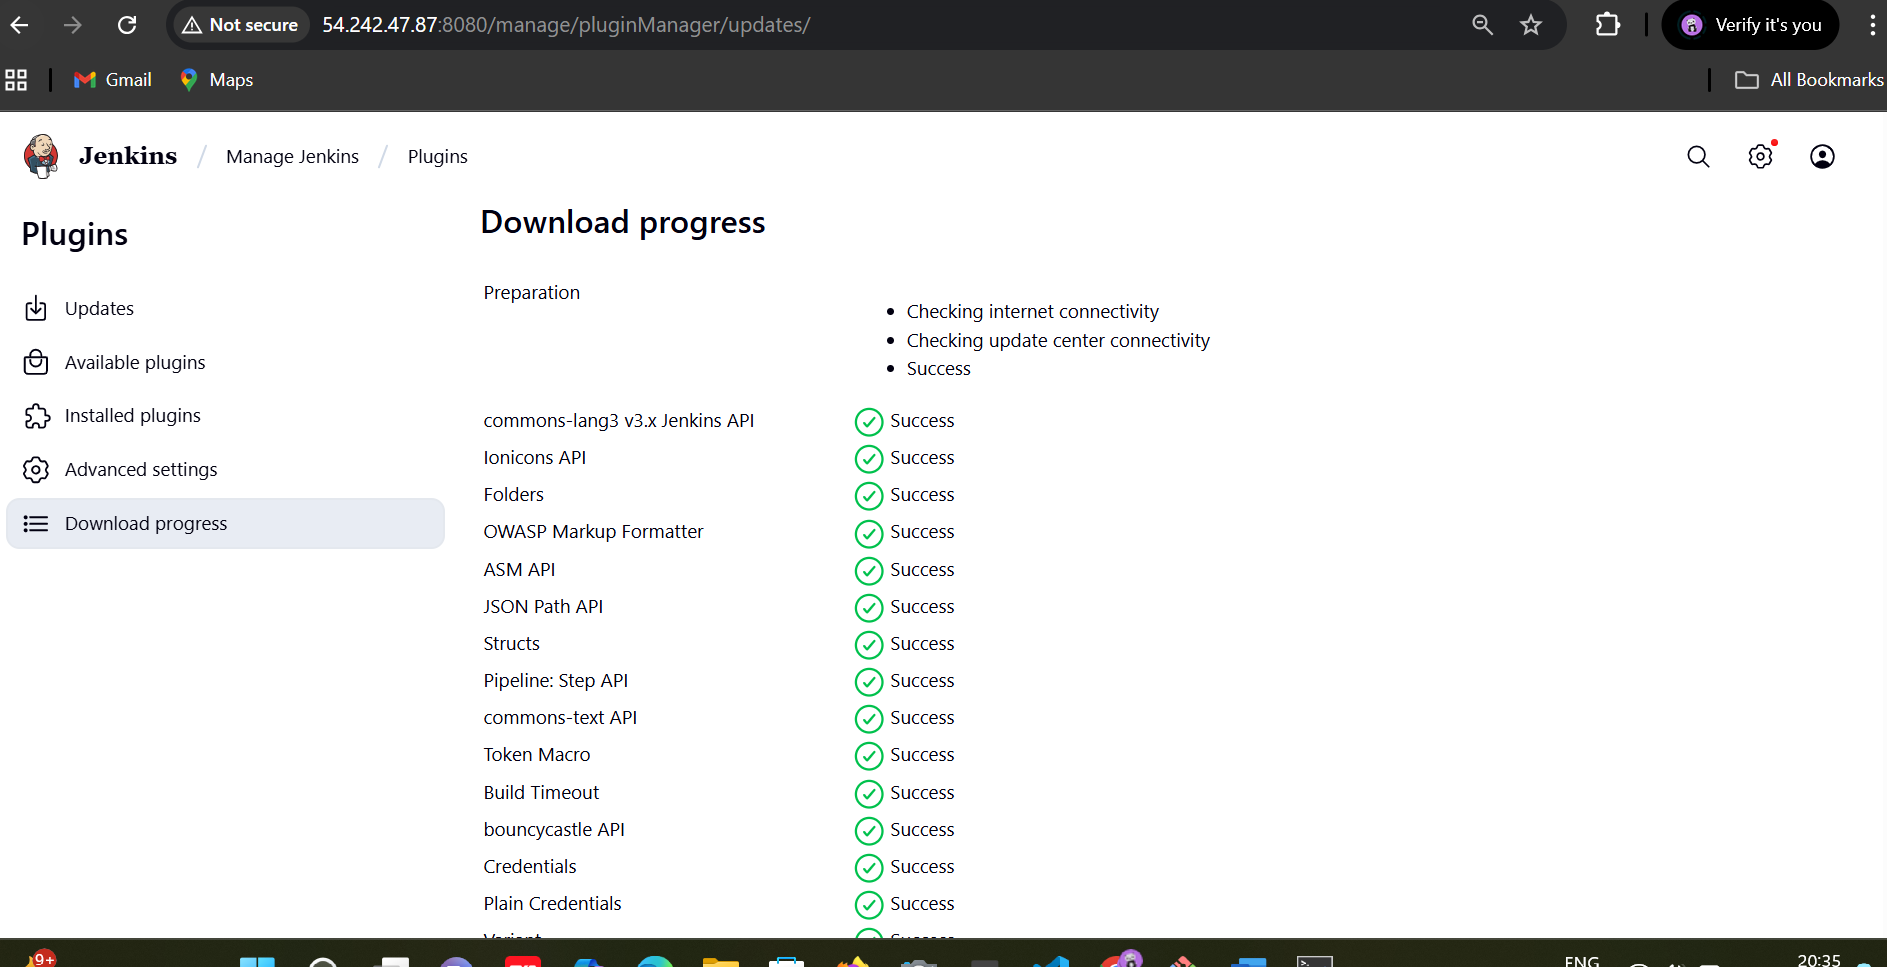 Not secure 54.242.47.87:8080/manage/pluginManager/updates/ Verify it's you
Gmail Maps All Bookmarks
Jenkins / Manage Jenkins / Plugins
Plugins
Updates
Available plugins
Installed plugins
Advanced settings
Download progress
Download progress
Preparation
• Checking internet connectivity
• Checking update center connectivity
• Success
commons-lang3 v3.x Jenkins API Success
Ionicons API Success
Folders Success
OWASP Markup Formatter Success
ASM API Success
JSON Path API Success
Structs Success
Pipeline: Step API Success
commons-text API Success
Token Macro Success
Build Timeout Success
bouncycastle API Success
Credentials Success
Plain Credentials Success
Variant Success
9+ ENG 20:35